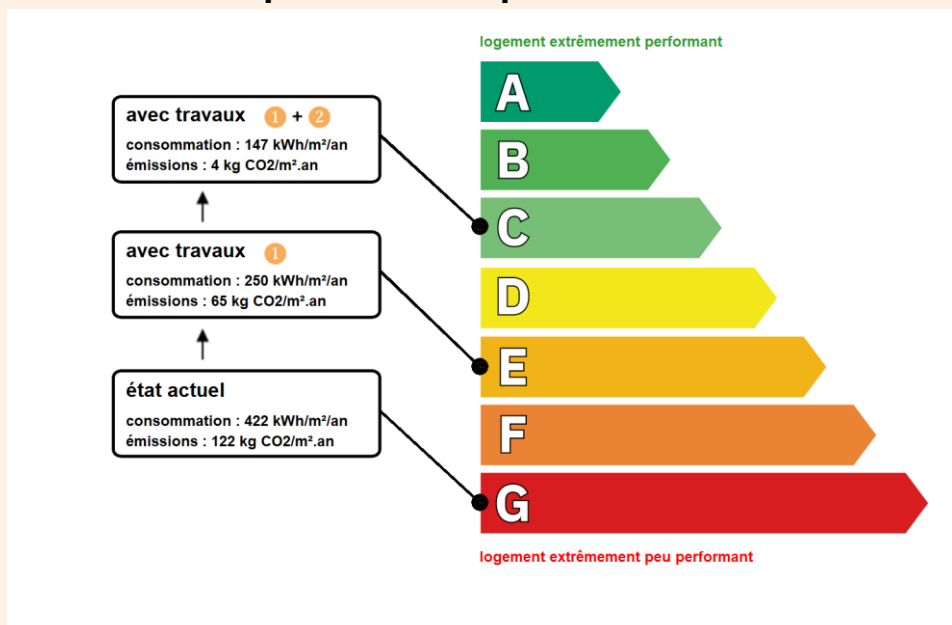 logement extrêmement performant
A
B
C
D
E
F
G
logement extrêmement peu performant
avec travaux 1 + 2
consommation : 147 kWh/m²/an
émissions : 4 kg CO2/m².an
avec travaux 1
consommation : 250 kWh/m²/an
émissions : 65 kg CO2/m².an
état actuel
consommation : 422 kWh/m²/an
émissions : 122 kg CO2/m².an